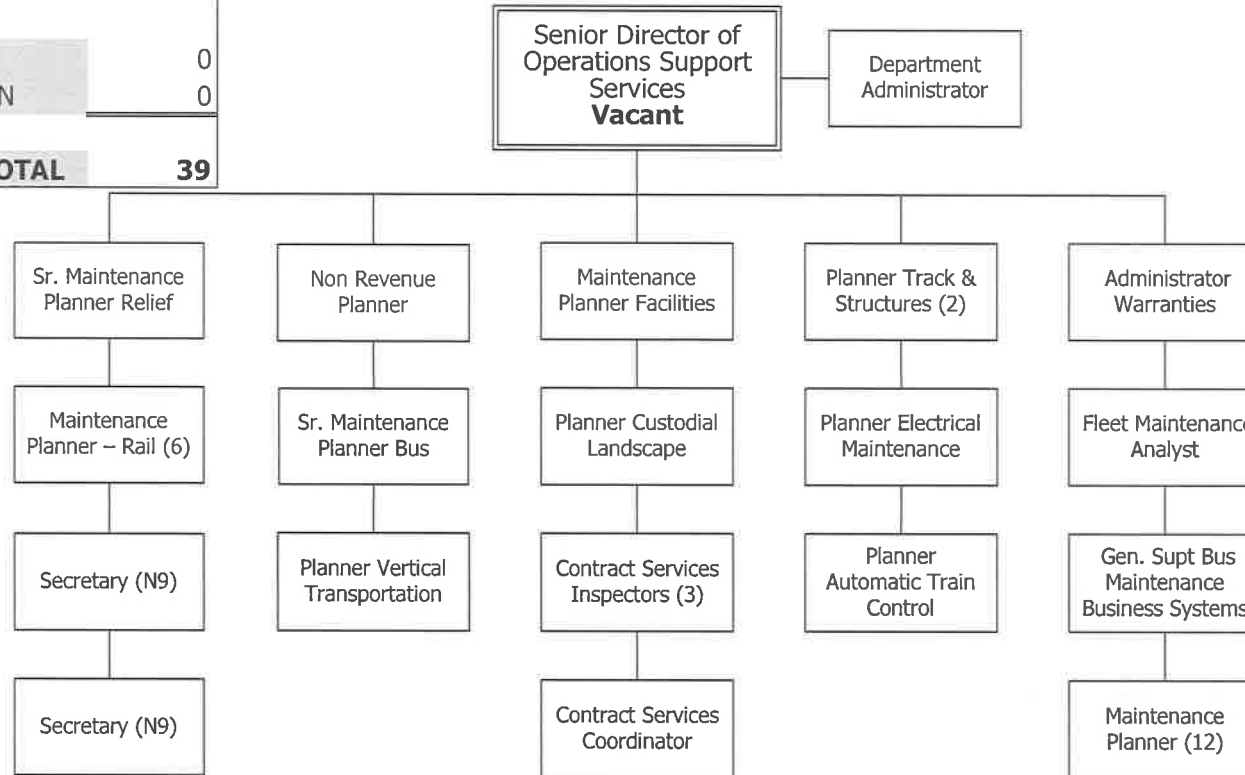 0
N 0
OTAL 39
Senior Director of
Operations Support
Services
Vacant
Department
Administrator
Sr. Maintenance
Planner Relief
Non Revenue
Planner
Maintenance
Planner Facilities
Planner Track &
Structures (2)
Administrator
Warranties
Maintenance
Planner – Rail (6)
Sr. Maintenance
Planner Bus
Planner Custodial
Landscape
Planner Electrical
Maintenance
Fleet Maintenance
Analyst
Secretary (N9)
Planner Vertical
Transportation
Contract Services
Inspectors (3)
Planner
Automatic Train
Control
Gen. Supt Bus
Maintenance
Business Systems
Secretary (N9)
Contract Services
Coordinator
Maintenance
Planner (12)